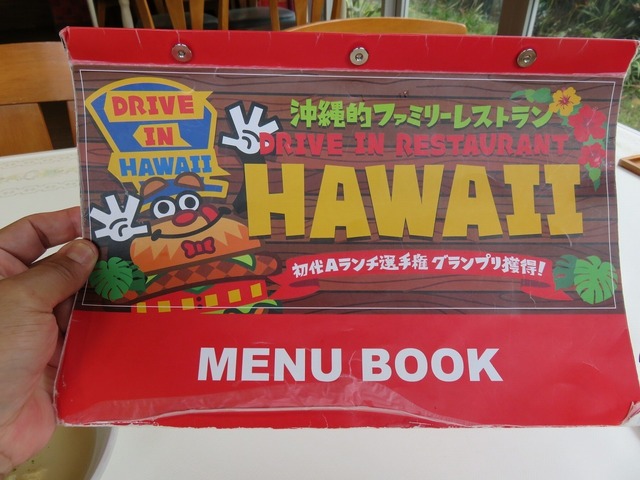 DRIVE
IN
HAWAII
沖縄的ファミリーレストラン
DRIVE IN RESTAURANT
HAWAII
初代Aランチ選手権 グランプリ獲得!
MENU BOOK